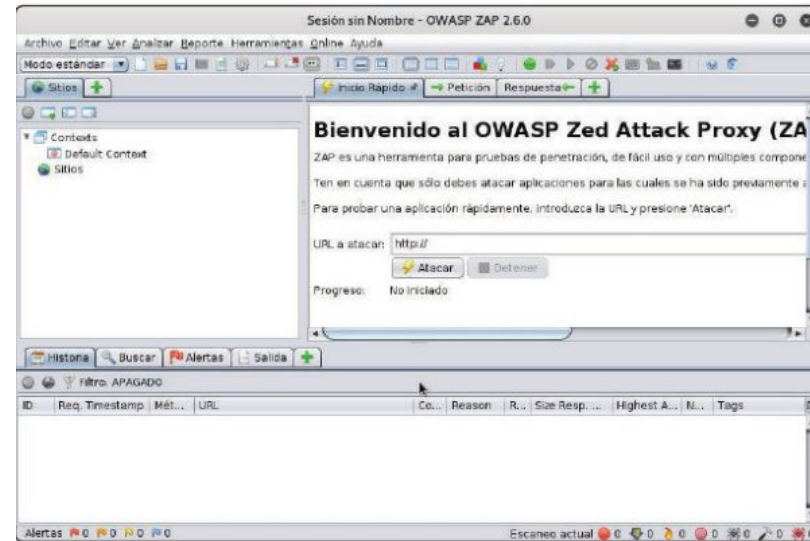 Sesión sin Nombre - OWASP ZAP 2.6.0
Archivo Editar Ver Analizar Reporte Herramientas Online Ayuda
Modo estándar
Sitios
Inicio Rápido
Petición
Respuesta
Contexts
Default Context
Sitios
Bienvenido al OWASP Zed Attack Proxy (ZA
ZAP es una herramienta para pruebas de penetración, de fácil uso y con múltiples compone
Ten en cuenta que sólo debes atacar aplicaciones para las cuales se ha sido previamente a
Para probar una aplicación rápidamente, introduzca la URL y presione 'Atacar'.
URL a atacar: http://
Atacar Detener
Progreso: No iniciado
Historia Buscar Alertas Salida
Filtro: APAGADO
ID Req. Timestamp Mét... URL Co... Reason R... Size Resp. ... Highest A... N... Tags
Alertas 0 0 0 0 Escaneo actual 0 0 0 0 0 0